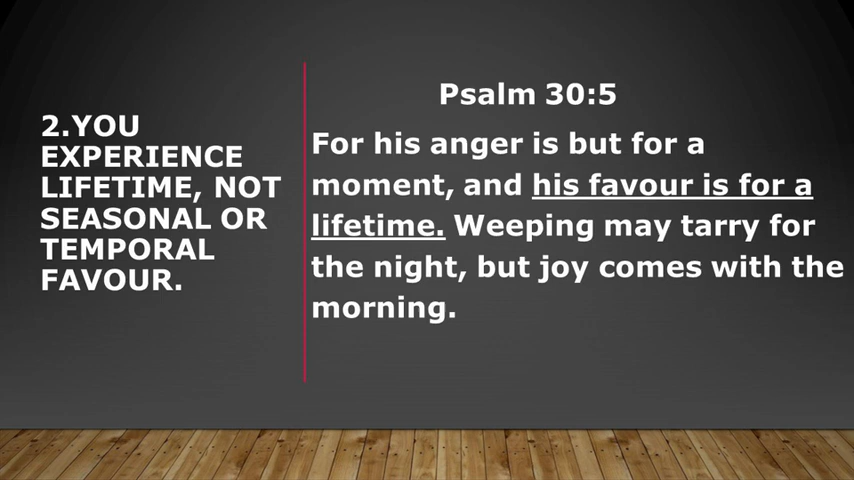 2.YOU
EXPERIENCE
LIFETIME, NOT
SEASONAL OR
TEMPORAL
FAVOUR.
Psalm 30:5
For his anger is but for a
moment, and his favour is for a
lifetime. Weeping may tarry for
the night, but joy comes with the
morning.